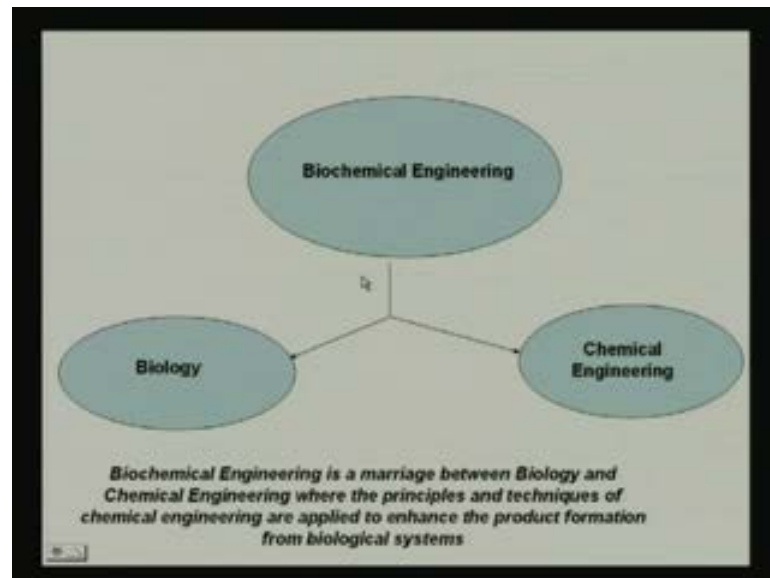 Biochemical Engineering
Biology
Chemical
Engineering
Biochemical Engineering is a marriage between Biology and
Chemical Engineering where the principles and techniques of
chemical engineering are applied to enhance the product formation
from biological systems